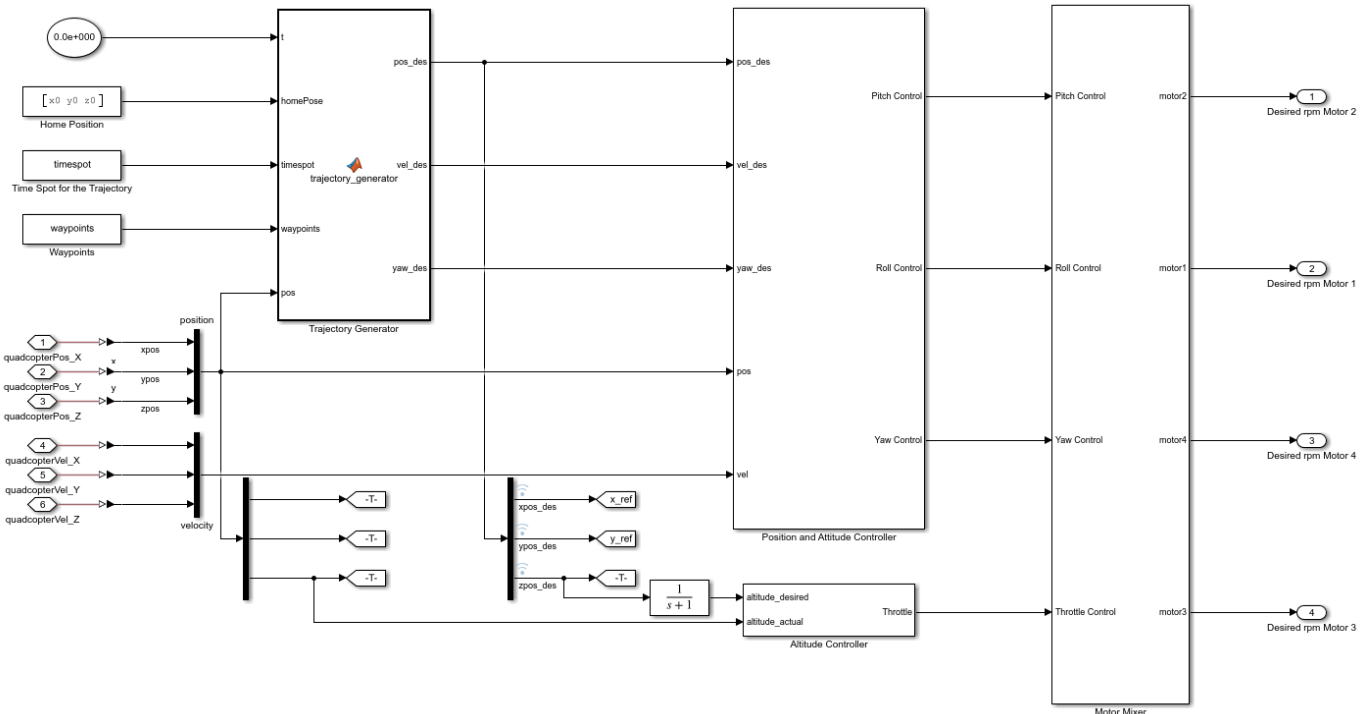 0.0e+000
[x0 y0 z0]
Home Position
timespot
Time Spot for the Trajectory
waypoints
Waypoints
t
homePose
timespot
waypoints
pos
trajectory_generator
pos_des
vel_des
yaw_des
Trajectory Generator
position
1
quadcopterPos_X
2
quadcopterPos_Y
3
quadcopterPos_Z
x
y
xpos
ypos
zpos
4
quadcopterVel_X
5
quadcopterVel_Y
6
quadcopterVel_Z
velocity
-T-
-T-
-T-
xpos_des
ypos_des
zpos_des
x_ref
y_ref
-T-
1
s + 1
pos_des
vel_des
yaw_des
pos
vel
Pitch Control
Roll Control
Yaw Control
Position and Attitude Controller
altitude_desired
altitude_actual
Throttle
Altitude Controller
Pitch Control
Roll Control
Yaw Control
Throttle Control
motor2
motor1
motor4
motor3
Motor Mixer
1
Desired rpm Motor 2
2
Desired rpm Motor 1
3
Desired rpm Motor 4
4
Desired rpm Motor 3